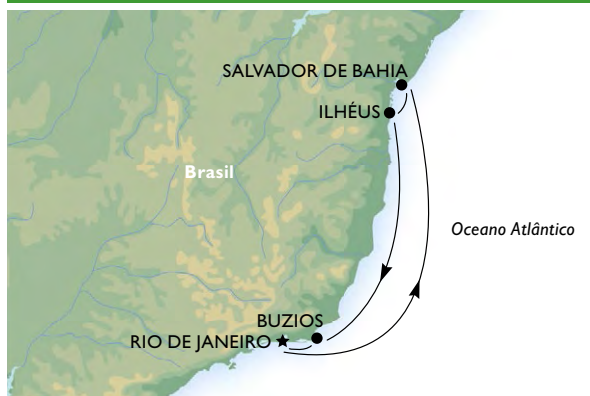 SALVADOR DE BAHIA
ILHÉUS
Brasil
Oceano Atlântico
BUZIOS
RIO DE JANEIRO